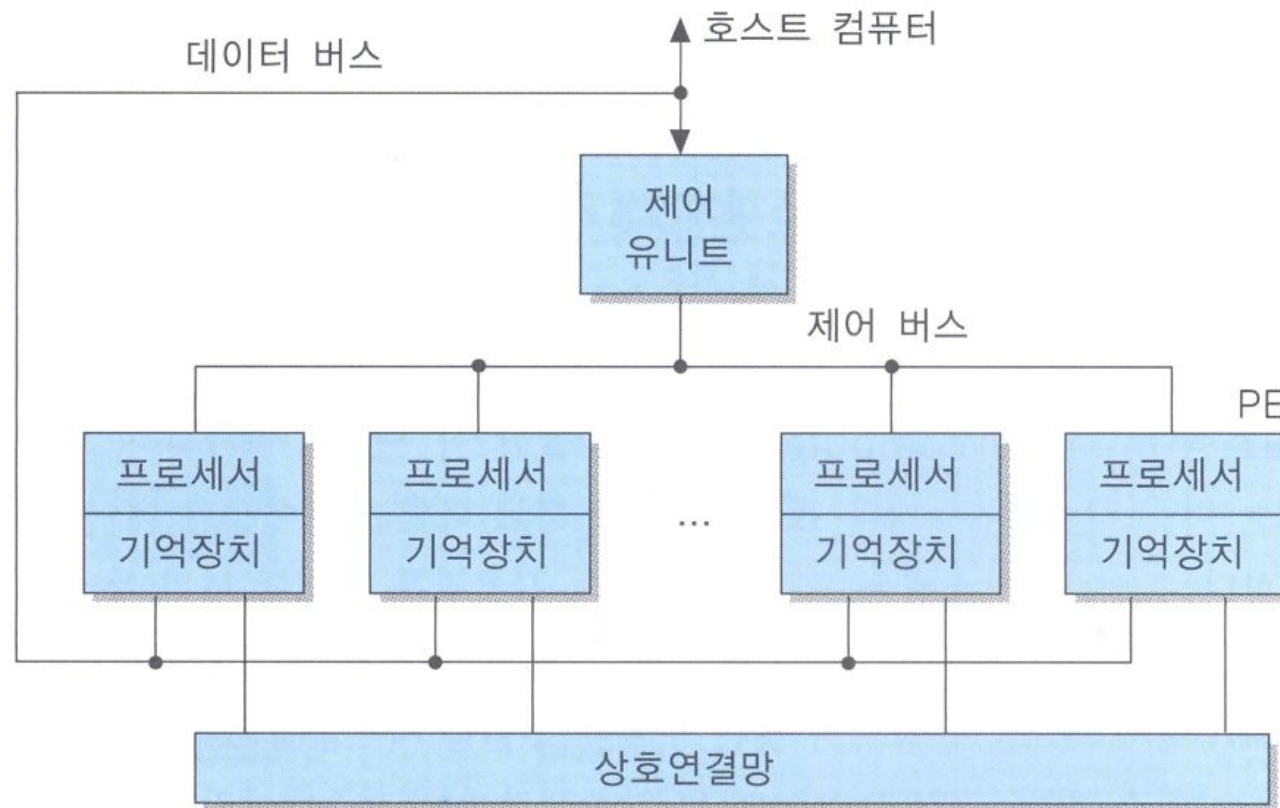 호스트 컴퓨터
데이터 버스
제어
유니트
제어 버스
PE
프로세서 프로세서 프로세서 프로세서
기억장치 기억장치 … 기억장치 기억장치
상호연결망